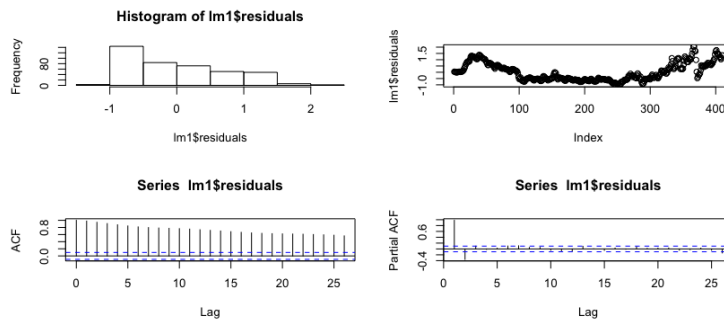 Histogram of lm1$residuals
Frequency
0
80
-1
0
1
2
lm1$residuals
lm1$residuals
-1.0
1.5
0
100
200
300
400
Index
Series lm1$residuals
ACF
0.0
0.8
0
5
10
15
20
25
Lag
Series lm1$residuals
Partial ACF
-0.4
0.6
0
5
10
15
20
25
Lag